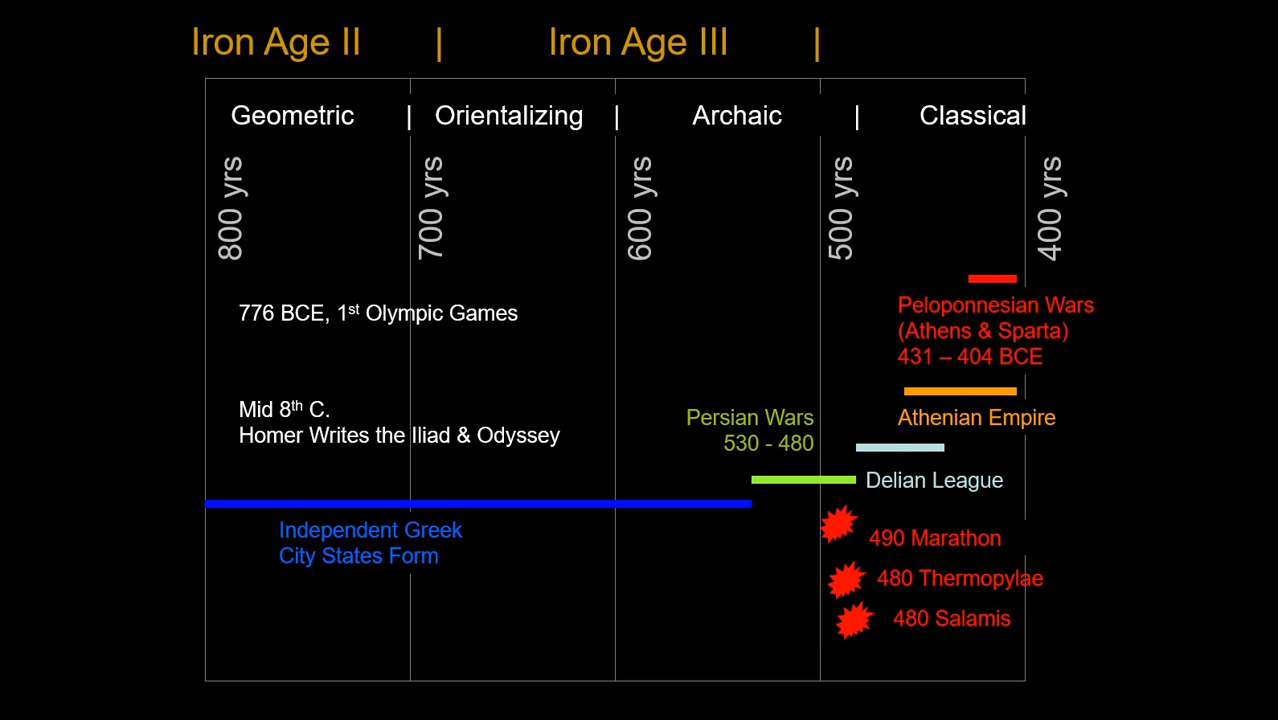 Iron Age II | Iron Age III |
Geometric | Orientalizing | Archaic | Classical
800 yrs
700 yrs
600 yrs
500 yrs
400 yrs
776 BCE, 1st Olympic Games
Peloponnesian Wars
(Athens & Sparta)
431 – 404 BCE
Mid 8th C.
Homer Writes the Iliad & Odyssey
Persian Wars
530 - 480
Athenian Empire
Delian League
Independent Greek
City States Form
490 Marathon
480 Thermopylae
480 Salamis